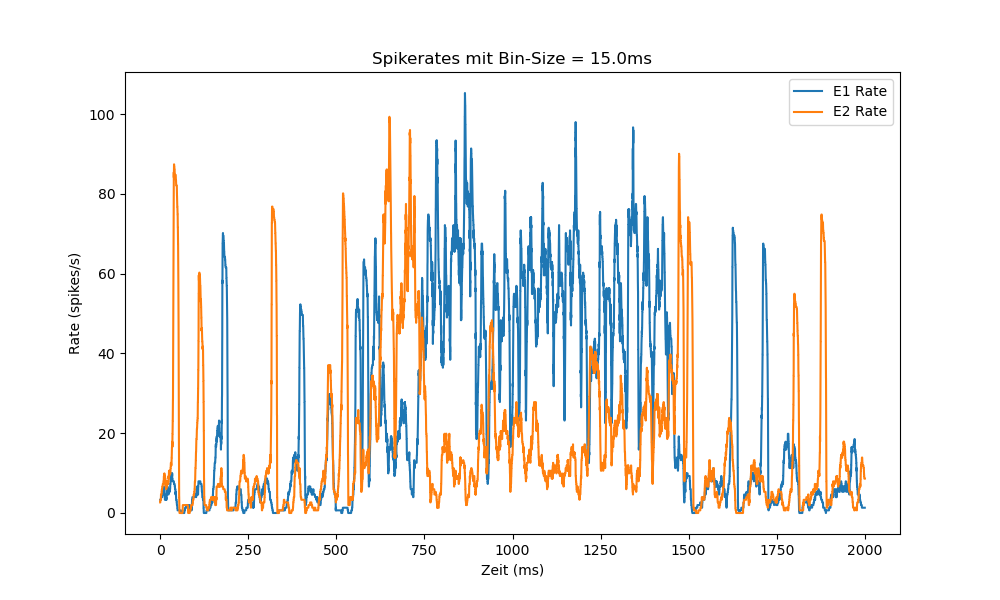 Spikerates mit Bin-Size = 15.0ms
E1 Rate
E2 Rate
100
80
60
40
20
0
Rate (spikes/s)
0 250 500 750 1000 1250 1500 1750 2000
Zeit (ms)